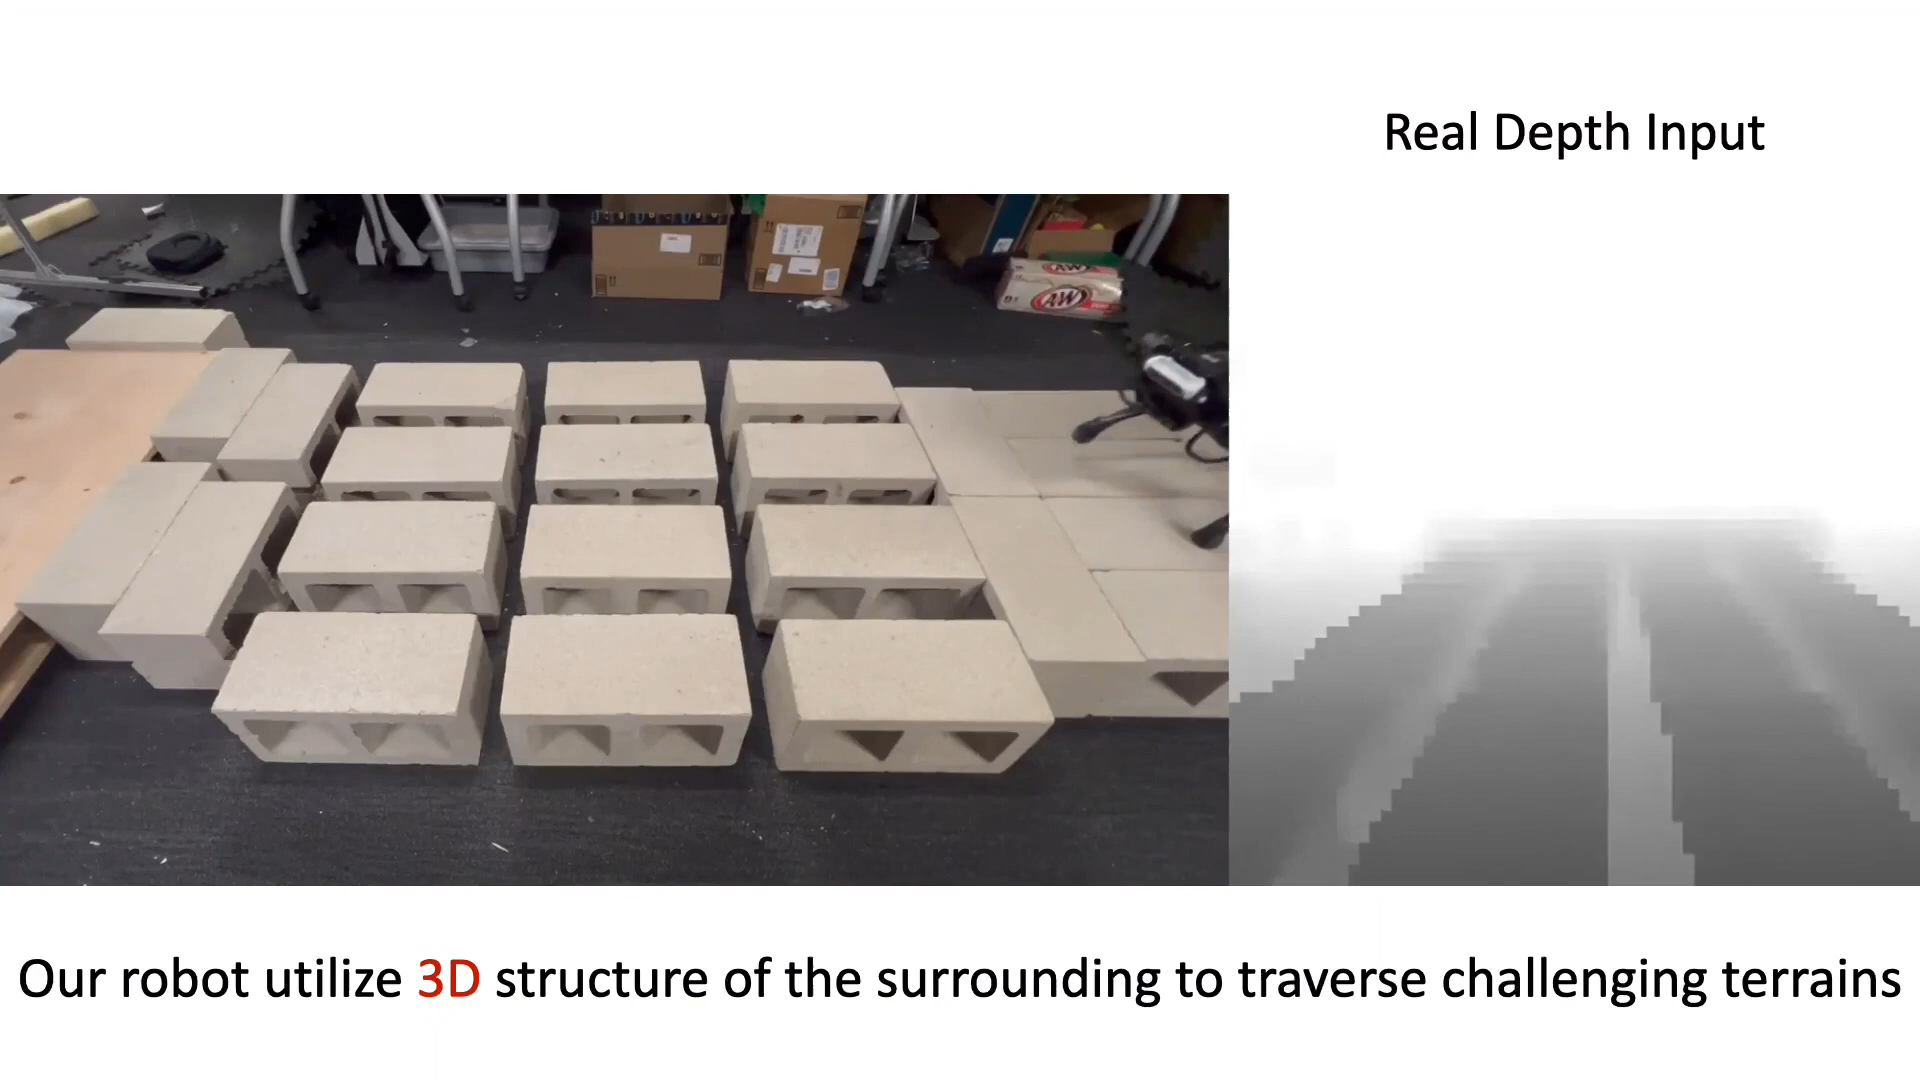 Real Depth Input
A&W
A&W
Our robot utilize 3D structure of the surrounding to traverse challenging terrains